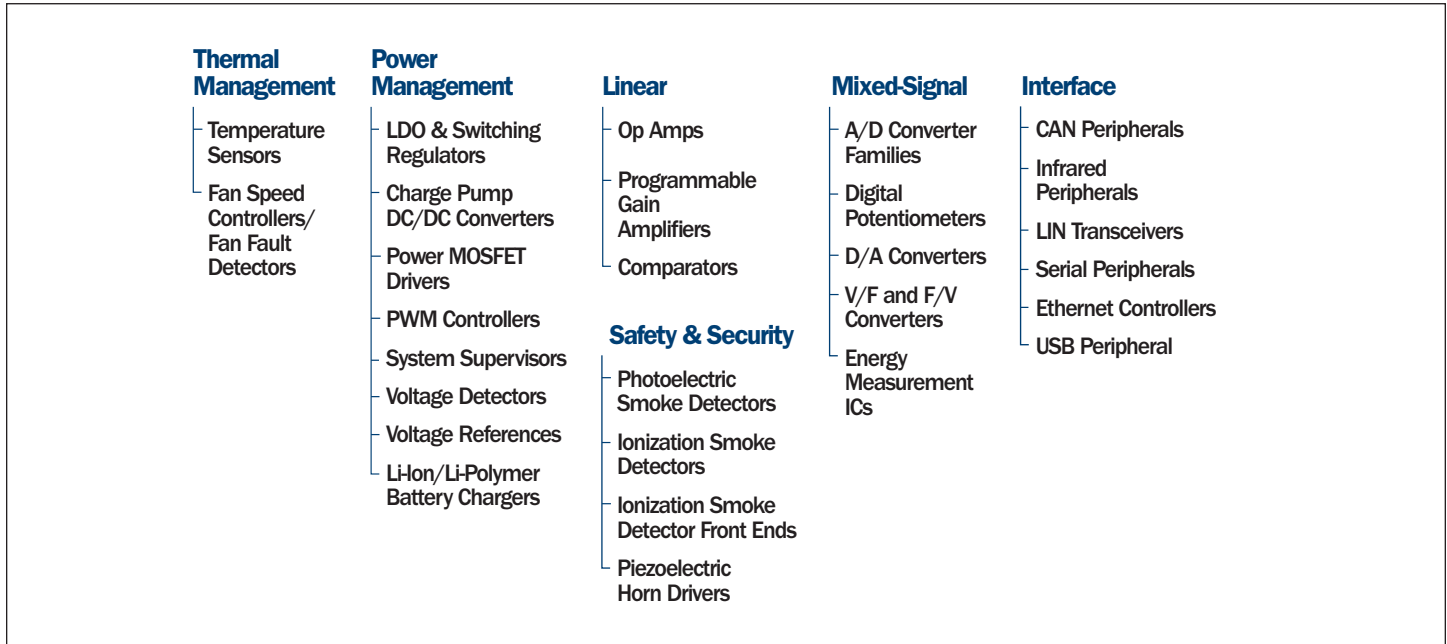 Thermal
Management
Temperature
Sensors
Fan Speed
Controllers/
Fan Fault
Detectors
Power
Management
LDO & Switching
Regulators
Charge Pump
DC/DC Converters
Power MOSFET
Drivers
PWM Controllers
System Supervisors
Voltage Detectors
Voltage References
Li-Ion/Li-Polymer
Battery Chargers
Linear
Op Amps
Programmable
Gain
Amplifiers
Comparators
Safety & Security
Photoelectric
Smoke Detectors
Ionization Smoke
Detectors
Ionization Smoke
Detector Front Ends
Piezoelectric
Horn Drivers
Mixed-Signal
A/D Converter
Families
Digital
Potentiometers
D/A Converters
V/F and F/V
Converters
Energy
Measurement
ICs
Interface
CAN Peripherals
Infrared
Peripherals
LIN Transceivers
Serial Peripherals
Ethernet Controllers
USB Peripheral